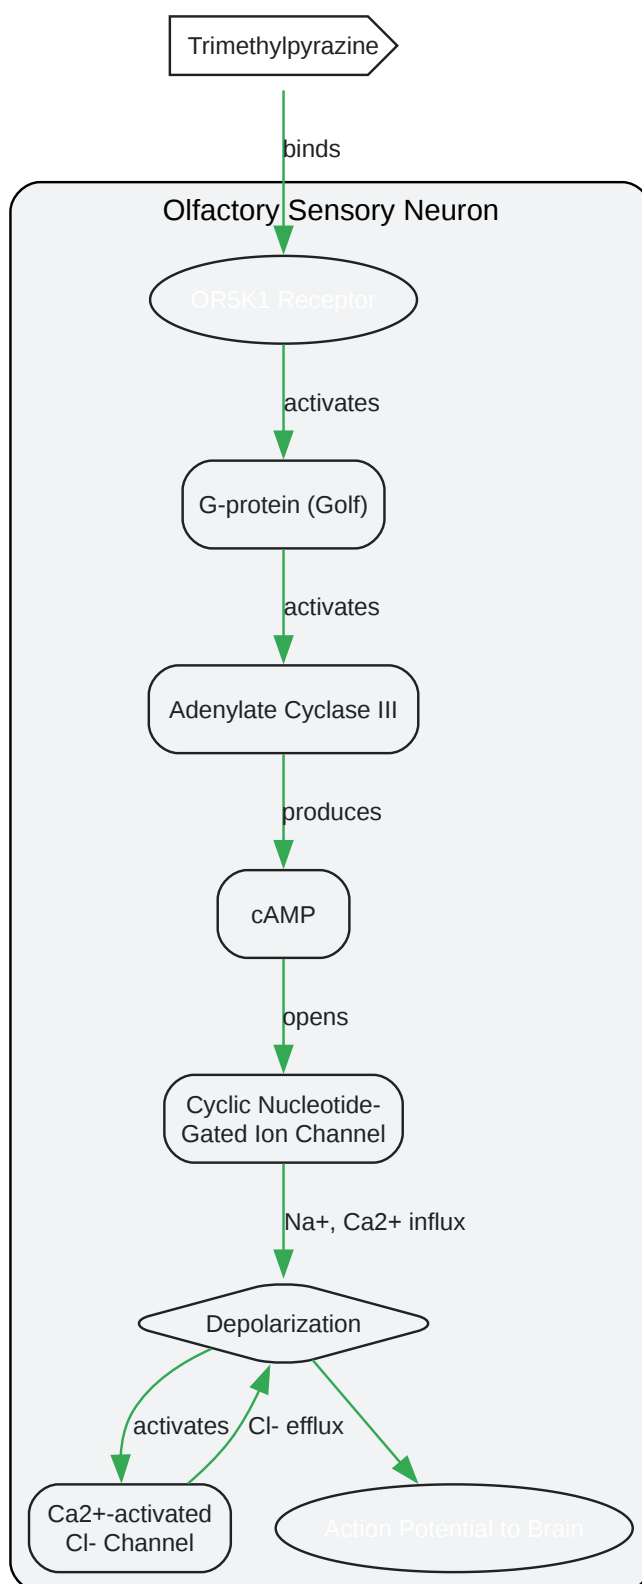 Trimethylpyrazine
binds
Olfactory Sensory Neuron
OR5K1 Receptor
activates
G-protein (Golf)
activates
Adenylate Cyclase III
produces
cAMP
opens
Cyclic Nucleotide-
Gated Ion Channel
Na+, Ca2+ influx
Depolarization
activates
Cl- efflux
Ca2+-activated
Cl- Channel
Action Potential to Brain